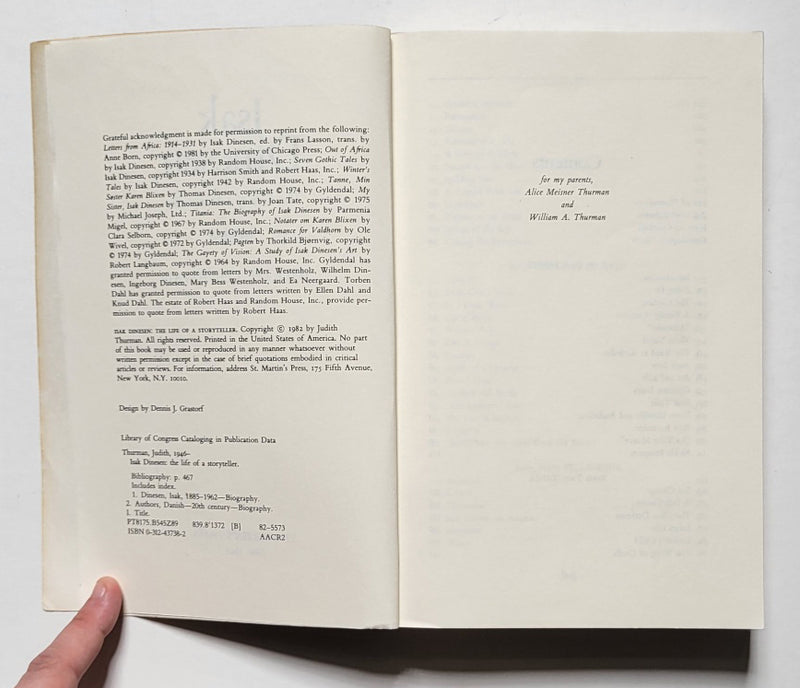 Grateful acknowledgment is made for permission to reprint from the following:
Letters from Africa: 1914–1931 by Isak Dinesen, ed. by Frans Lasson, trans. by
Anne Born, copyright © 1981 by the University of Chicago Press; Out of Africa
by Isak Dinesen, copyright 1938 by Random House, Inc.; Seven Gothic Tales by
Isak Dinesen, copyright 1934 by Harrison Smith and Robert Haas, Inc.; Winter's
Tales by Isak Dinesen, copyright 1942 by Random House, Inc.; Tanne, Min
Søster Karen Blixen by Thomas Dinesen, copyright © 1974 by Gyldendal; My
Sister, Isak Dinesen by Thomas Dinesen, trans. by Joan Tate, copyright © 1975
by Michael Joseph, Ltd.; Titania: The Biography of Isak Dinesen by Parmenia
Migel, copyright © 1967 by Random House, Inc.; Notater om Karen Blixen by
Clara Selborn, copyright © 1974 by Gyldendal; Romance for Valdhorn by Ole
Wivel, copyright © 1972 by Gyldendal; Pagten by Thorkild Bjørnvig, copyright
© 1974 by Gyldendal; The Gayety of Vision: A Study of Isak Dinesen's Art by
Robert Langbaum, copyright © 1964 by Random House, Inc. Gyldendal has
granted permission to quote from letters by Mrs. Westenholz, Wilhelm Din-
esen, Ingeborg Dinesen, Mary Bess Westenholz, and Ea Neergaard. Torben
Dahl has granted permission to quote from letters written by Ellen Dahl and
Knud Dahl. The estate of Robert Haas and Random House, Inc., provide per-
mission to quote from letters written by Robert Haas.
ISAK DINESEN: THE LIFE OF A STORYTELLER. Copyright © 1982 by Judith
Thurman. All rights reserved. Printed in the United States of America. No part
of this book may be used or reproduced in any manner whatsoever without
written permission except in the case of brief quotations embodied in critical
articles or reviews. For information, address St. Martin's Press, 175 Fifth Avenue,
New York, N.Y. 10010.
Design by Dennis J. Grastorf
Library of Congress Cataloging in Publication Data
Thurman, Judith, 1946–
Isak Dinesen: the life of a storyteller.
Bibliography: p. 467
Includes index.
1. Dinesen, Isak, 1885–1962—Biography.
2. Authors, Danish—20th century—Biography.
I. Title.
PT8175.B545Z89 839.8'1372 [B] 82-5573
ISBN 0-312-43738-2 AACR2
for my parents,
Alice Meisner Thurman
and
William A. Thurman